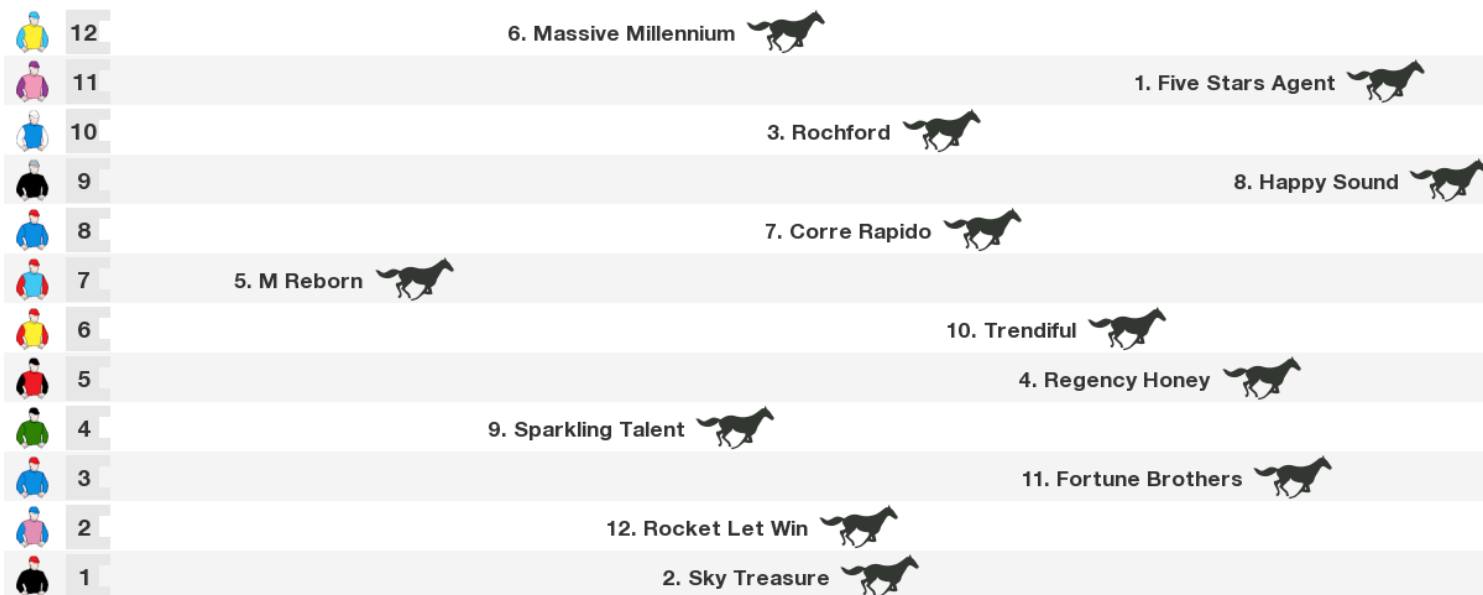 12 6. Massive Millennium
11 1. Five Stars Agent
10 3. Rochford
9 8. Happy Sound
8 7. Corre Rapido
7 5. M Reborn
6 10. Trendiful
5 4. Regency Honey
4 9. Sparkling Talent
3 11. Fortune Brothers
2 12. Rocket Let Win
1 2. Sky Treasure